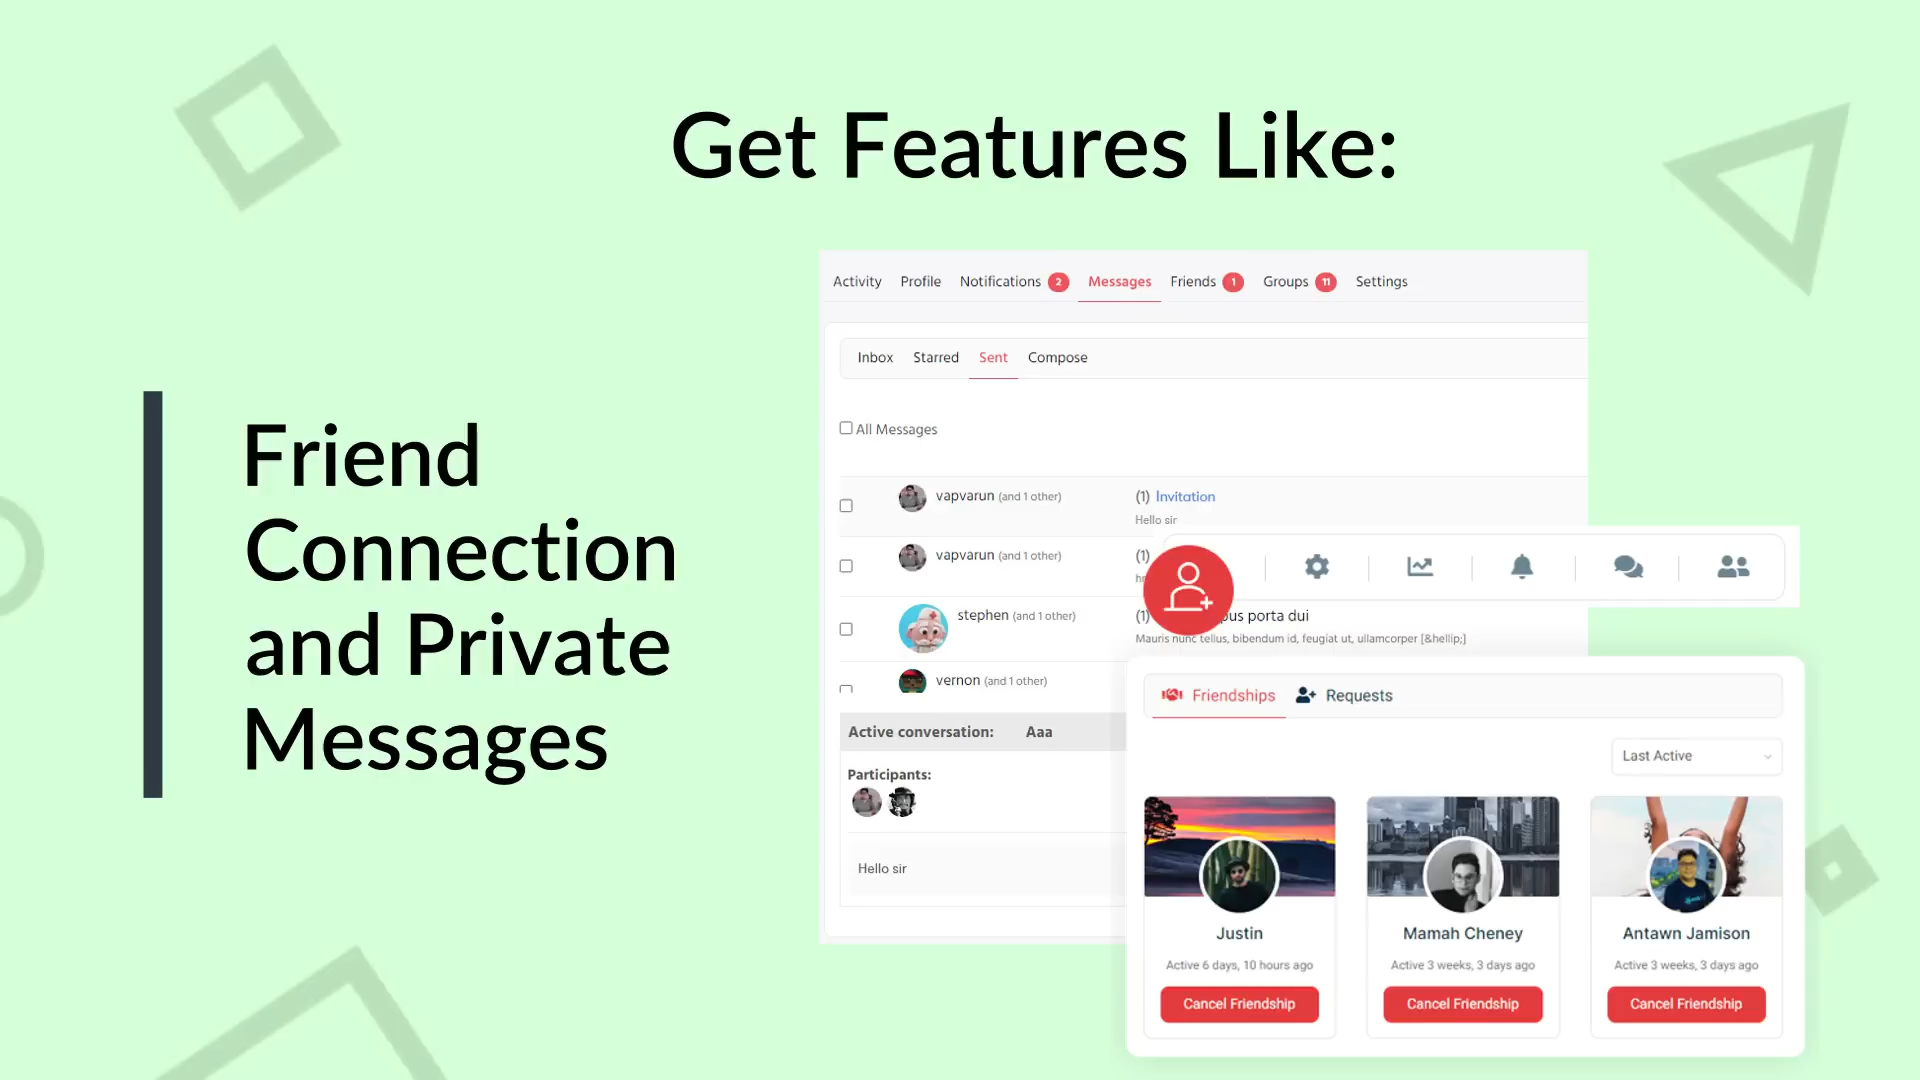 Get Features Like:
Friend
Connection
and Private
Messages
Activity Profile Notifications 2 Messages Friends 1 Groups 11 Settings
Inbox Starred Sent Compose
All Messages
vapvarun (and 1 other) (1) Invitation
Hello sir
vapvarun (and 1 other) (1)
stephen (and 1 other) (1) pus porta dui
Mauris nunc tellus, bibendum id, feugiat ut, ullamcorper [&hellip;]
vernon (and 1 other)
Active conversation: Aaa
Participants:
Hello sir
Friendships Requests
Last Active
Justin
Active 6 days, 10 hours ago
Cancel Friendship
Mamah Cheney
Active 3 weeks, 3 days ago
Cancel Friendship
Antawn Jamison
Active 3 weeks, 3 days ago
Cancel Friendship